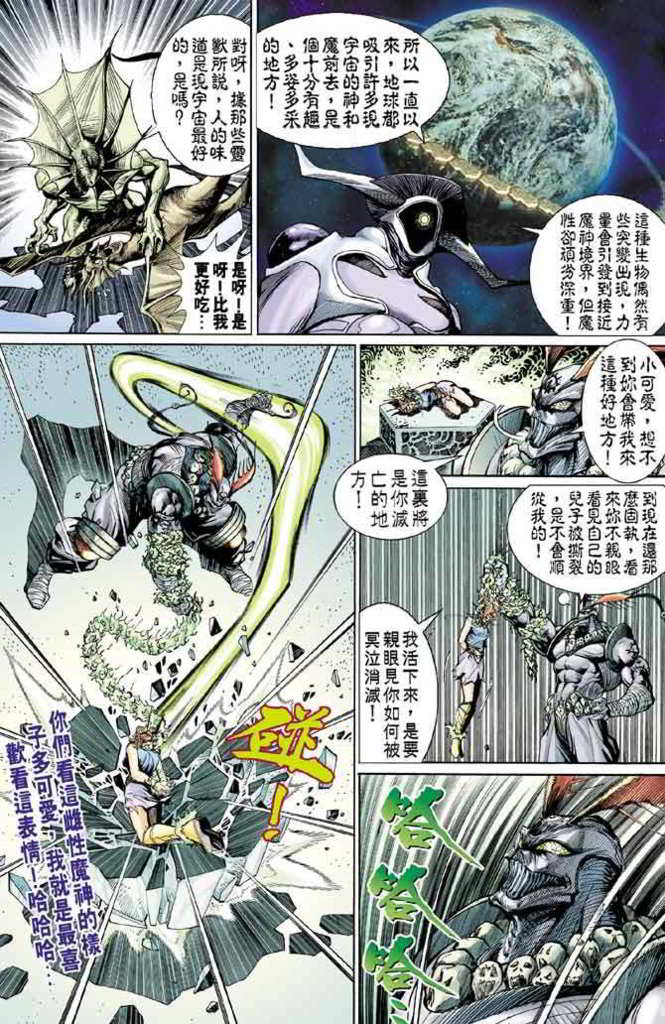 所以一直以
來,地球都
吸引許多現
宇宙的神和
魔前去,是
個十分有趣
、多姿多采
的地方!
對呀,據那些靈
獸所說,人的味
道是現宇宙最好
的,是嗎?
是呀!是
呀!比我
更好吃…
這種生物偶然有
些突變出現,力
量會引發到接近
魔神境界,但魔
性卻頑劣深重!
小可愛,想不
到妳會帶我來
這種好地方!
這裏將
是你滅
亡的地
方!
到現在還那
麼固執,看
來妳不親眼
看見自己的
兒子被撕裂
,是不會順
從我的!
我活下來,是要
親眼見你如何被
冥泣消滅!
碰!
你們看這雌性魔神的樣
子多可愛,我就是最喜
歡看這表情!哈哈哈…
答
答
答